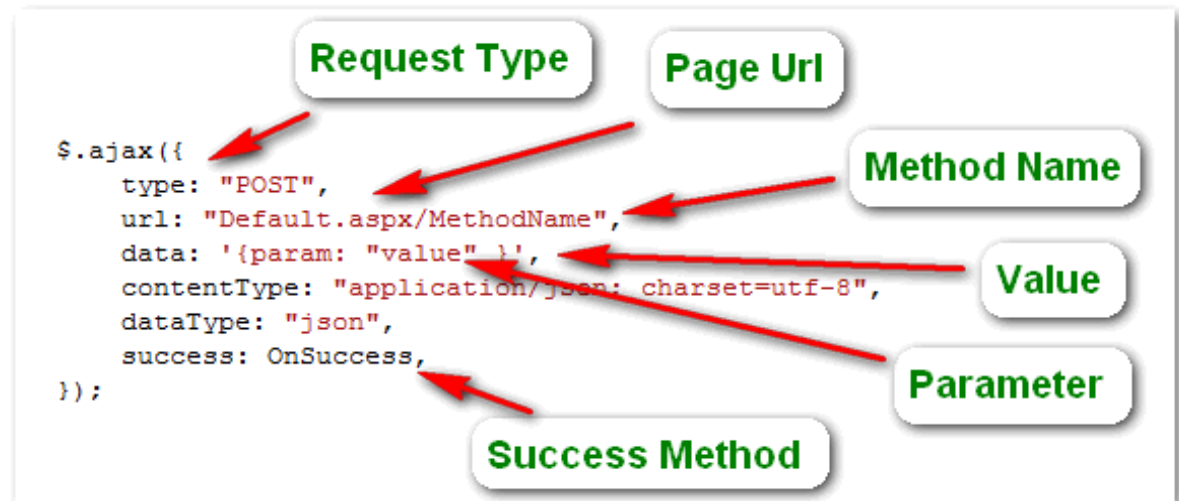 Request Type
Page Url
$.ajax({
type: "POST",
Method Name
url: "Default.aspx/MethodName",
data: '{param: "value" }',
Value
contentType: "application/json; charset=utf-8",
dataType: "json",
success: OnSuccess,
Parameter
});
Success Method